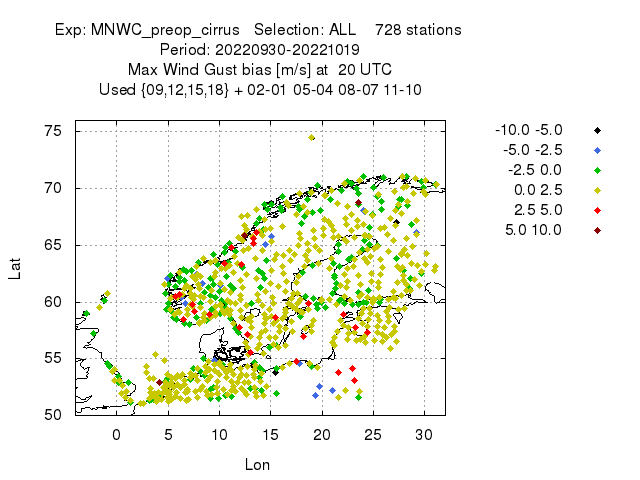 Exp: MNWC_preop_cirrus   Selection: ALL    728 stations
Period: 20220930-20221019
Max Wind Gust bias [m/s] at  20 UTC
Used {09,12,15,18} + 02-01 05-04 08-07 11-10
-10.0 -5.0
-5.0 -2.5
-2.5 0.0
0.0 2.5
2.5 5.0
5.0 10.0
75
70
65
60
55
50
Lat
0 5 10 15 20 25 30
Lon